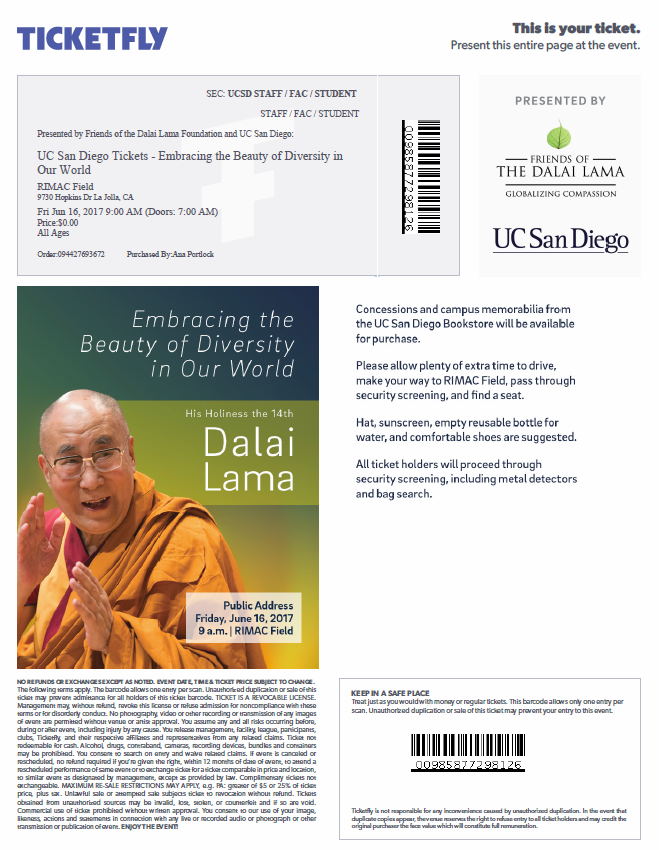 TICKETFLY
This is your ticket.
Present this entire page at the event.
SEC: UCSD STAFF / FAC / STUDENT
STAFF / FAC / STUDENT
Presented by Friends of the Dalai Lama Foundation and UC San Diego:
UC San Diego Tickets - Embracing the Beauty of Diversity in
Our World
RIMAC Field
9730 Hopkins Dr La Jolla, CA
Fri Jun 16, 2017 9:00 AM (Doors: 7:00 AM)
Price:$0.00
All Ages
Order:094427693672 Purchased By:Ana Portlock
00985877298126
PRESENTED BY
FRIENDS OF
THE DALAI LAMA
GLOBALIZING COMPASSION
UC San Diego
Embracing the
Beauty of Diversity
in Our World
His Holiness the 14th
Dalai
Lama
Public Address
Friday, June 16, 2017
9 a.m. | RIMAC Field
Concessions and campus memorabilia from
the UC San Diego Bookstore will be available
for purchase.
Please allow plenty of extra time to drive,
make your way to RIMAC Field, pass through
security screening, and find a seat.
Hat, sunscreen, empty reusable bottle for
water, and comfortable shoes are suggested.
All ticket holders will proceed through
security screening, including metal detectors
and bag search.
NO REFUNDS OR EXCHANGES EXCEPT AS NOTED. EVENT DATE, TIME & TICKET PRICE SUBJECT TO CHANGE.
The following terms apply. The barcode allows one entry per scan. Unauthorized duplication or sale of this
ticket may prevent admittance for all holders of this ticket barcode. TICKET IS A REVOCABLE LICENSE.
Management may, without refund, revoke this license or refuse admission for noncompliance with these
terms or for disorderly conduct. No photography, video or other recording or transmission of any images
of event are permitted without venue or artist approval. You assume any and all risks occurring before,
during or after event, including injury by any cause. You release management, facility, league, participants,
clubs, Ticketfly, and their respective affiliates and representatives from any related claims. Ticket not
redeemable for cash. Alcohol, drugs, contraband, cameras, recording devices, bundles and containers
may be prohibited. You consent to search on entry and waive related claims. If event is canceled or
rescheduled, no refund required if you're given the right, within 12 months of date of event, to attend a
rescheduled performance of same event or to exchange ticket for a ticket comparable in price and location,
to similar event as designated by management, except as provided by law. Complimentary tickets not
exchangeable. MAXIMUM RE-SALE RESTRICTIONS MAY APPLY, e.g. PA: greater of $5 or 25% of ticket
price, plus tax. Unlawful sale or attempted sale subjects ticket to revocation without refund. Tickets
obtained from unauthorized sources may be invalid, lost, stolen, or counterfeit and if so are void.
Commercial use of ticket prohibited without written approval. You consent to our use of your image,
likeness, actions and statements in connection with any live or recorded audio or photograph or other
transmission or publication of event. ENJOY THE EVENT!
KEEP IN A SAFE PLACE
Treat just as you would with money or regular tickets. This barcode allows only one entry per
scan. Unauthorized duplication or sale of this ticket may prevent your entry to this event.
00985877298126
Ticketfly is not responsible for any inconvenience caused by unauthorized duplication. In the event that
duplicate copies appear, the venue reserves the right to refuse entry to all ticket holders and may credit the
original purchaser the face value which will constitute full remuneration.